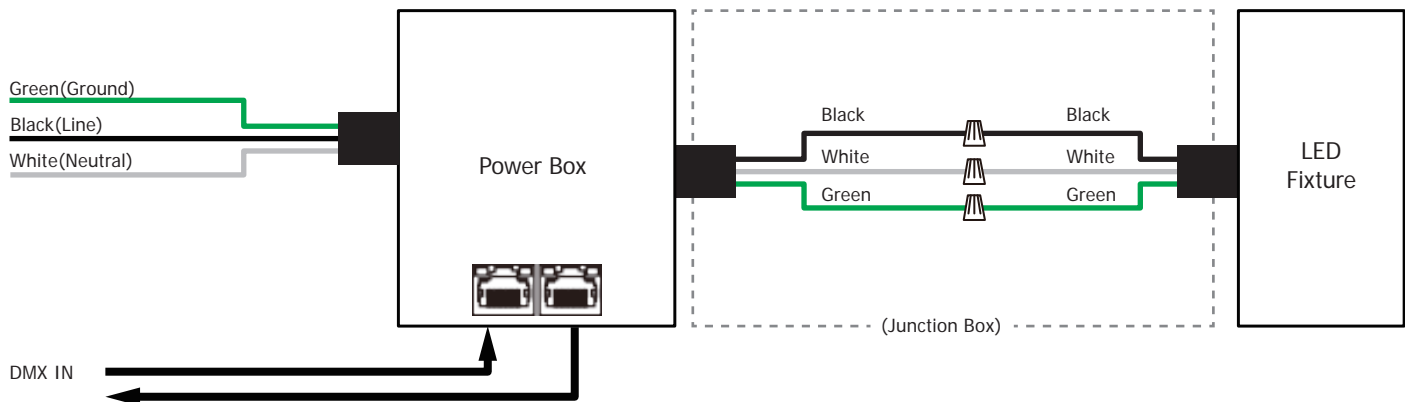 Green(Ground)
Black(Line)
White(Neutral)
Power Box
Black
White
Green
Black
White
Green
(Junction Box)
LED
Fixture
DMX IN